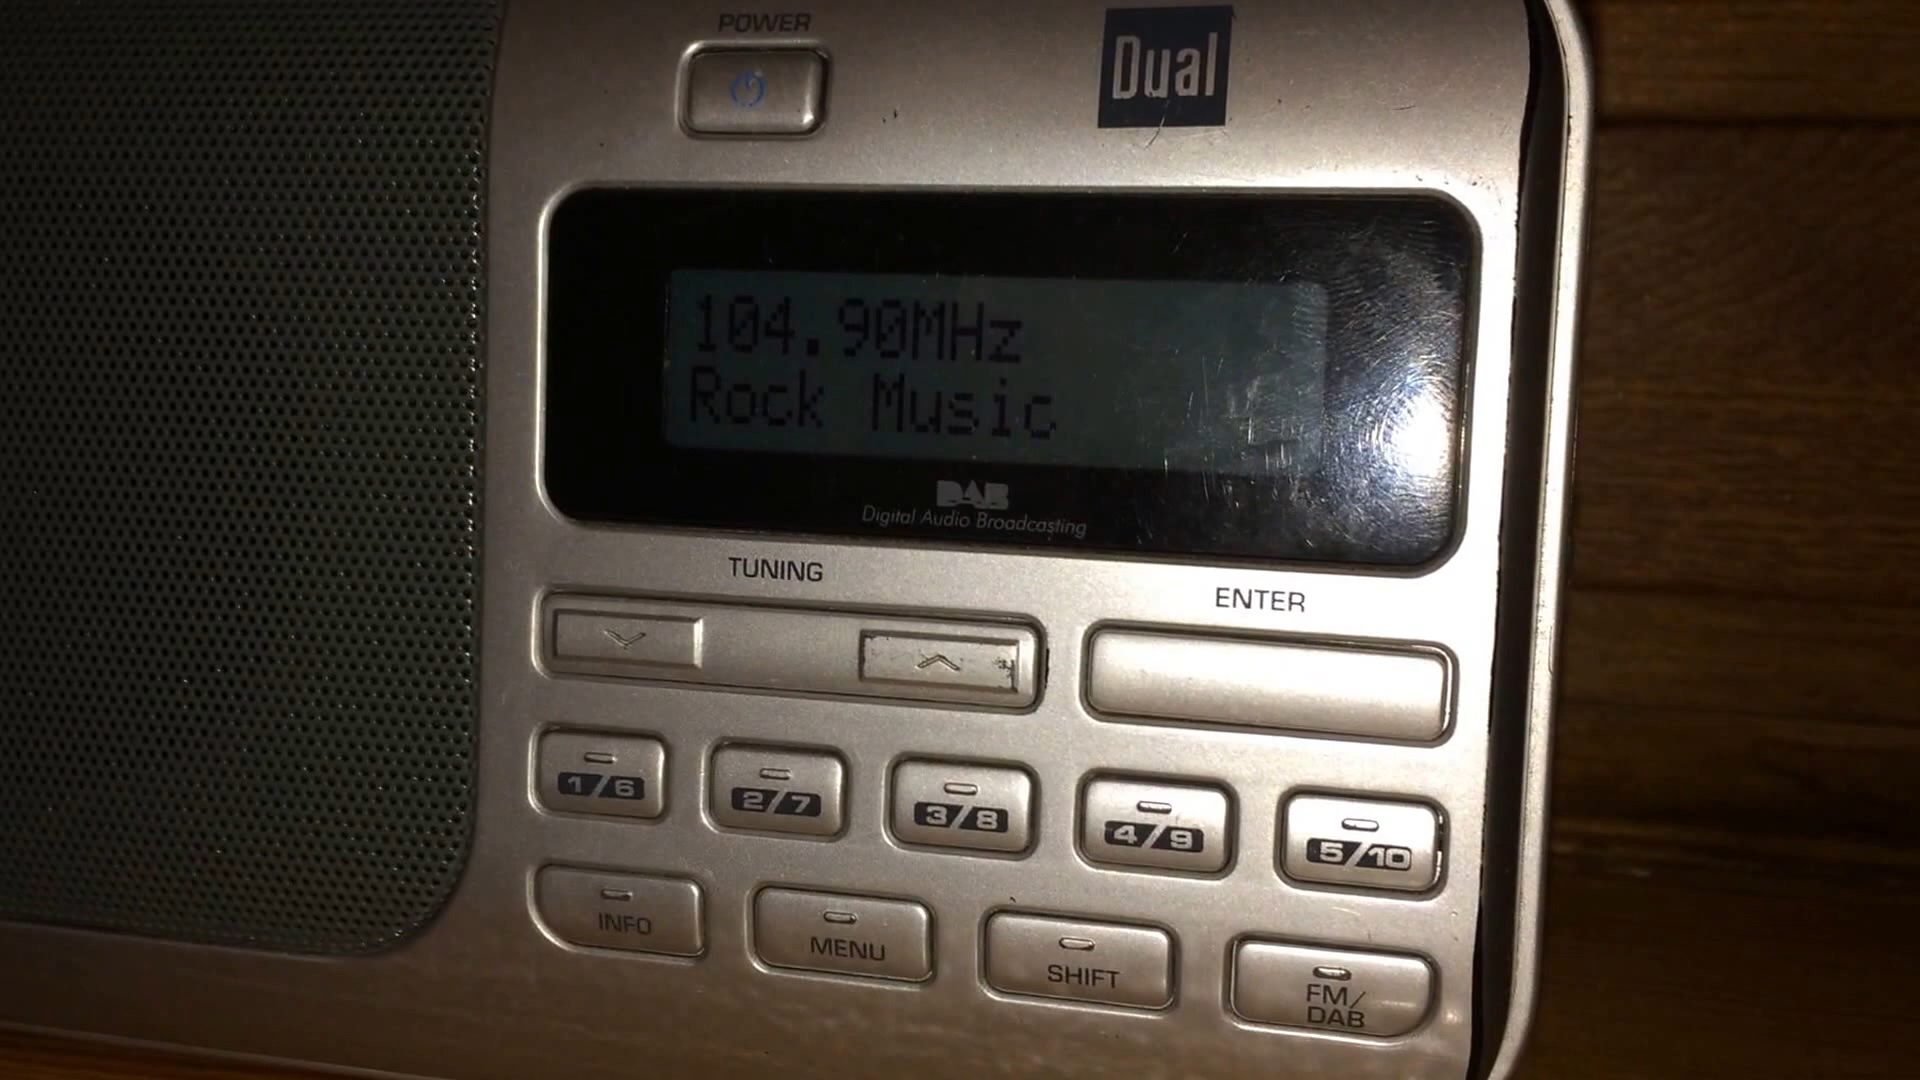 POWER
Dual
104.90MHz
Rock Music
DAB
Digital Audio Broadcasting
TUNING
ENTER
1/6
2/7
3/8
4/9
5/10
INFO
MENU
SHIFT
FM/
DAB